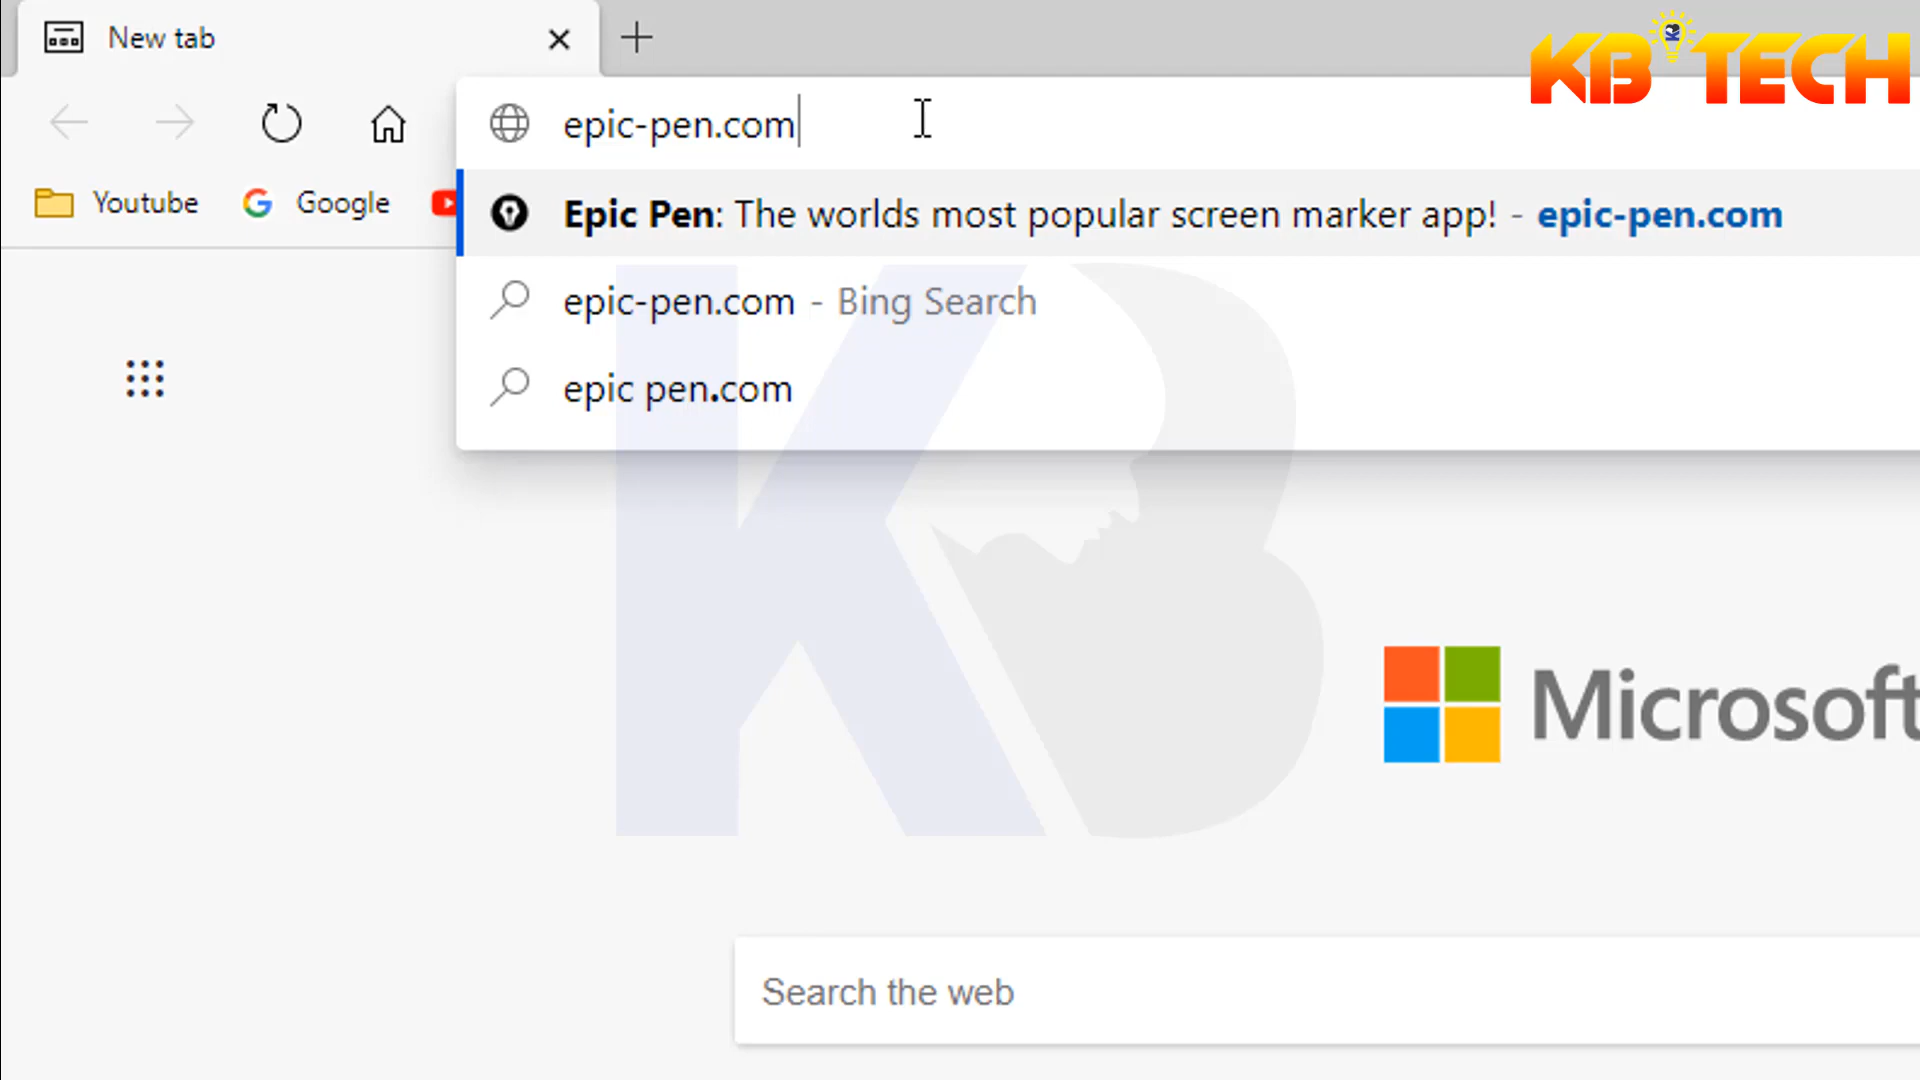 New tab
KB TECH
epic-pen.com
Youtube
Google
Epic Pen: The worlds most popular screen marker app! - epic-pen.com
epic-pen.com - Bing Search
epic pen.com
KB
Microsoft
Search the web